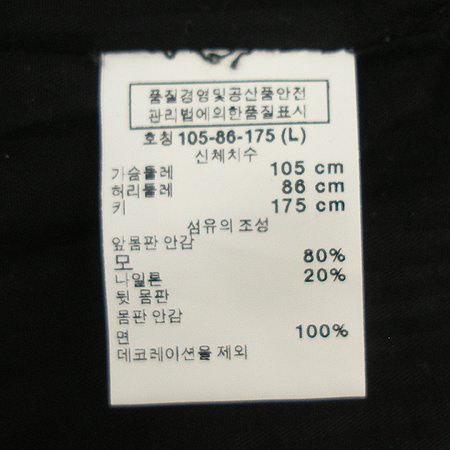 품질경영및공산품안전
관리법에의한품질표시
호칭 105-86-175 (L)
신체치수
가슴둘레 105 cm
허리둘레 86 cm
키 175 cm
섬유의 조성
앞몸판 안감
모 80%
나일론 20%
뒷 몸판
몸판 안감
면 100%
데코레이션을 제외